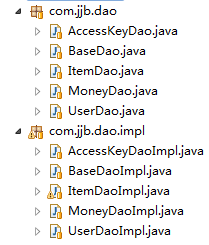 com.jjb.dao
AccessKeyDao.java
BaseDao.java
ItemDao.java
MoneyDao.java
UserDao.java
com.jjb.dao.impl
AccessKeyDaoImpl.java
BaseDaoImpl.java
ItemDaoImpl.java
MoneyDaoImpl.java
UserDaoImpl.java